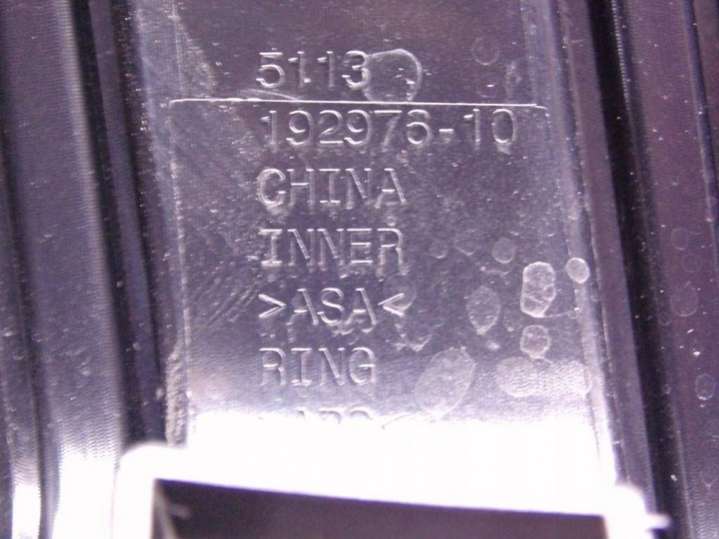 5113
192976-10
CHINA
INNER
>ASA<
RING